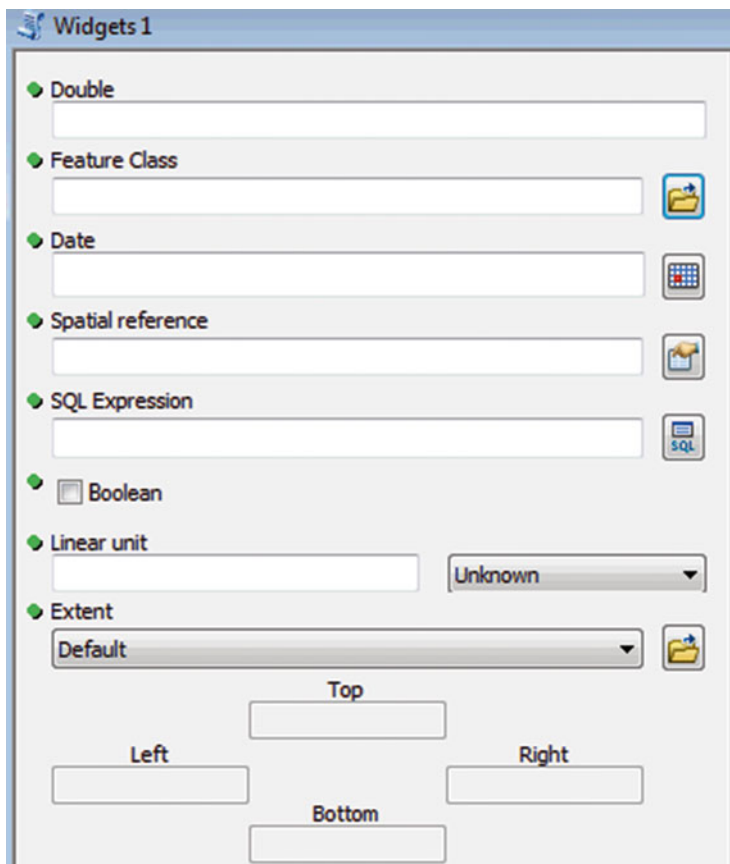 Widgets 1
Double
Feature Class
Date
Spatial reference
SQL Expression
SQL
Boolean
Linear unit
Unknown
Extent
Default
Top
Left Right
Bottom